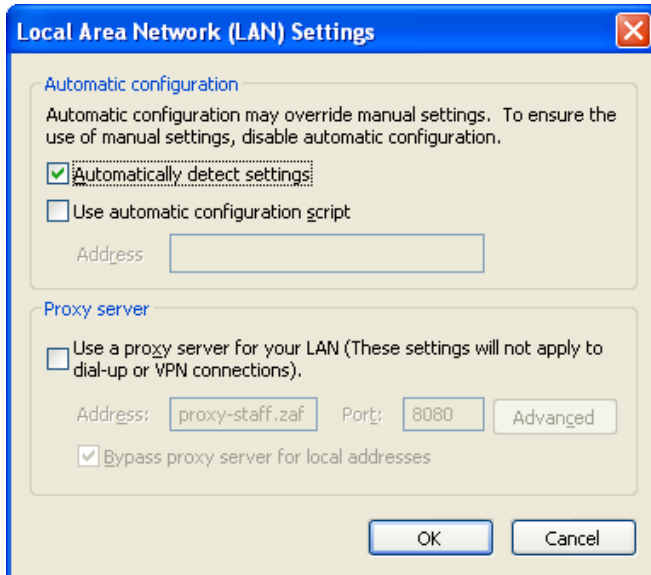 Local Area Network (LAN) Settings
Automatic configuration
Automatic configuration may override manual settings. To ensure the
use of manual settings, disable automatic configuration.
Automatically detect settings
Use automatic configuration script
Address
Proxy server
Use a proxy server for your LAN (These settings will not apply to
dial-up or VPN connections).
Address: proxy-staff.zaf Port: 8080 Advanced
Bypass proxy server for local addresses
OK Cancel